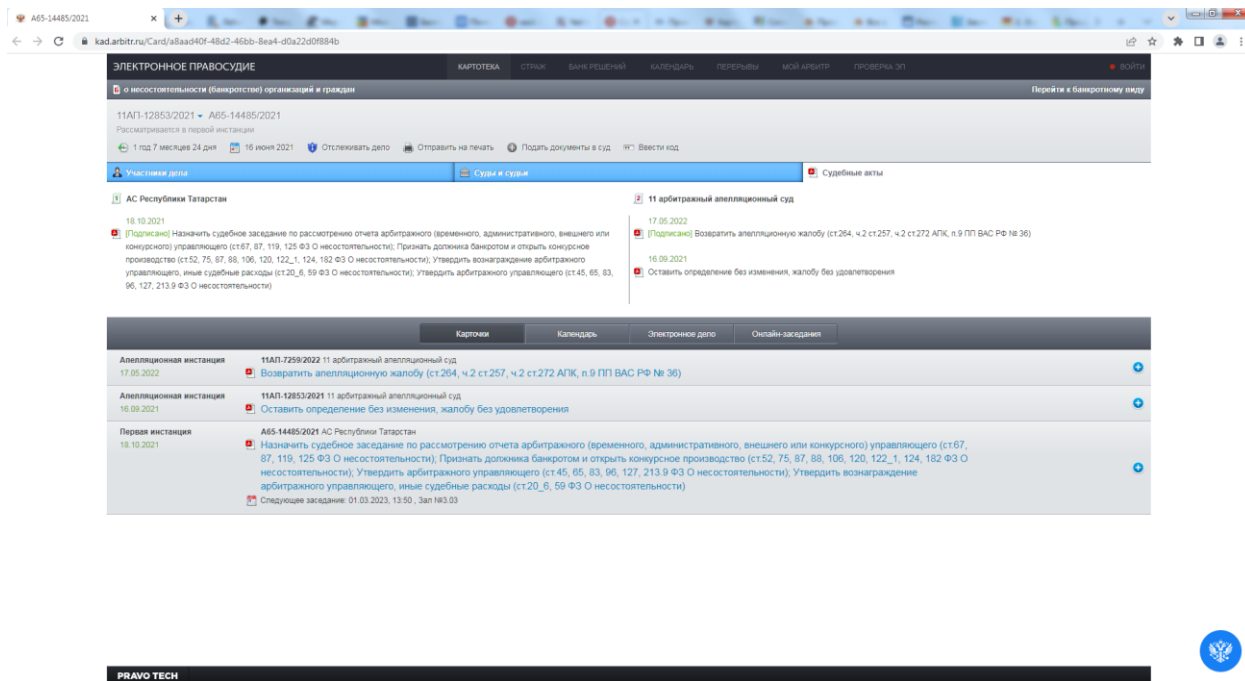 А65-14485/2021
kad.arbitr.ru/Card/a8aad40f-48d2-46bb-8ea4-d0a22d0f884b
ЭЛЕКТРОННОЕ ПРАВОСУДИЕ
КАРТОТЕКА СТРАЖ БАНК РЕШЕНИЙ КАЛЕНДАРЬ ПЕРЕРЫВЫ МОЙ АРБИТР ПРОВЕРКА ЭП ВОЙТИ
Б о несостоятельности (банкротстве) организаций и граждан Перейти к банкротному виду
11АП-12853/2021 А65-14485/2021
Рассматривается в первой инстанции
1 год 7 месяцев 24 дня 16 июня 2021 Отслеживать дело Отправить на печать Подать документы в суд Ввести код
Участники дела Суды и судьи Судебные акты
1 АС Республики Татарстан
18.10.2021
[Подписано] Назначить судебное заседание по рассмотрению отчета арбитражного (временного, административного, внешнего или
конкурсного) управляющего (ст.67, 87, 119, 125 ФЗ О несостоятельности); Признать должника банкротом и открыть конкурсное
производство (ст.52, 75, 87, 88, 106, 120, 122_1, 124, 182 ФЗ О несостоятельности); Утвердить вознаграждение арбитражного
управляющего, иные судебные расходы (ст.20_6, 59 ФЗ О несостоятельности); Утвердить арбитражного управляющего (ст.45, 65, 83,
96, 127, 213.9 ФЗ О несостоятельности)
2 11 арбитражный апелляционный суд
17.05.2022
[Подписано] Возвратить апелляционную жалобу (ст.264, ч.2 ст.257, ч.2 ст.272 АПК, п.9 ПП ВАС РФ № 36)
16.09.2021
Оставить определение без изменения, жалобу без удовлетворения
Карточки Календарь Электронное дело Онлайн-заседания
Апелляционная инстанция 11АП-7259/2022 11 арбитражный апелляционный суд
17.05.2022 Возвратить апелляционную жалобу (ст.264, ч.2 ст.257, ч.2 ст.272 АПК, п.9 ПП ВАС РФ № 36)
Апелляционная инстанция 11АП-12853/2021 11 арбитражный апелляционный суд
16.09.2021 Оставить определение без изменения, жалобу без удовлетворения
Первая инстанция А65-14485/2021 АС Республики Татарстан
18.10.2021 Назначить судебное заседание по рассмотрению отчета арбитражного (временного, административного, внешнего или конкурсного) управляющего (ст.67,
87, 119, 125 ФЗ О несостоятельности); Признать должника банкротом и открыть конкурсное производство (ст.52, 75, 87, 88, 106, 120, 122_1, 124, 182 ФЗ О
несостоятельности); Утвердить арбитражного управляющего (ст.45, 65, 83, 96, 127, 213.9 ФЗ О несостоятельности); Утвердить вознаграждение
арбитражного управляющего, иные судебные расходы (ст.20_6, 59 ФЗ О несостоятельности)
Следующее заседание: 01.03.2023, 13:50 , Зал №3.03
PRAVO TECH